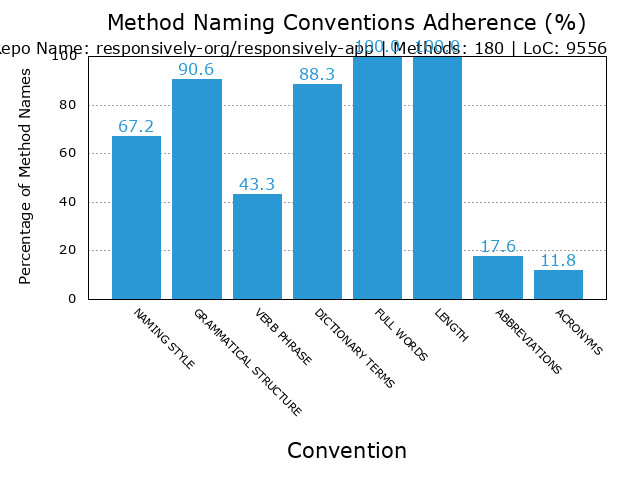 Method Naming Conventions Adherence (%)
Repo Name: responsively-org/responsively-app | Methods: 180 | LoC: 9556
Percentage of Method Names
100
80
60
40
20
0
67.2
90.6
43.3
88.3
100.0
100.0
17.6
11.8
NAMING STYLE
GRAMMATICAL STRUCTURE
VERB PHRASE
DICTIONARY TERMS
FULL WORDS
LENGTH
ABBREVIATIONS
ACRONYMS
Convention